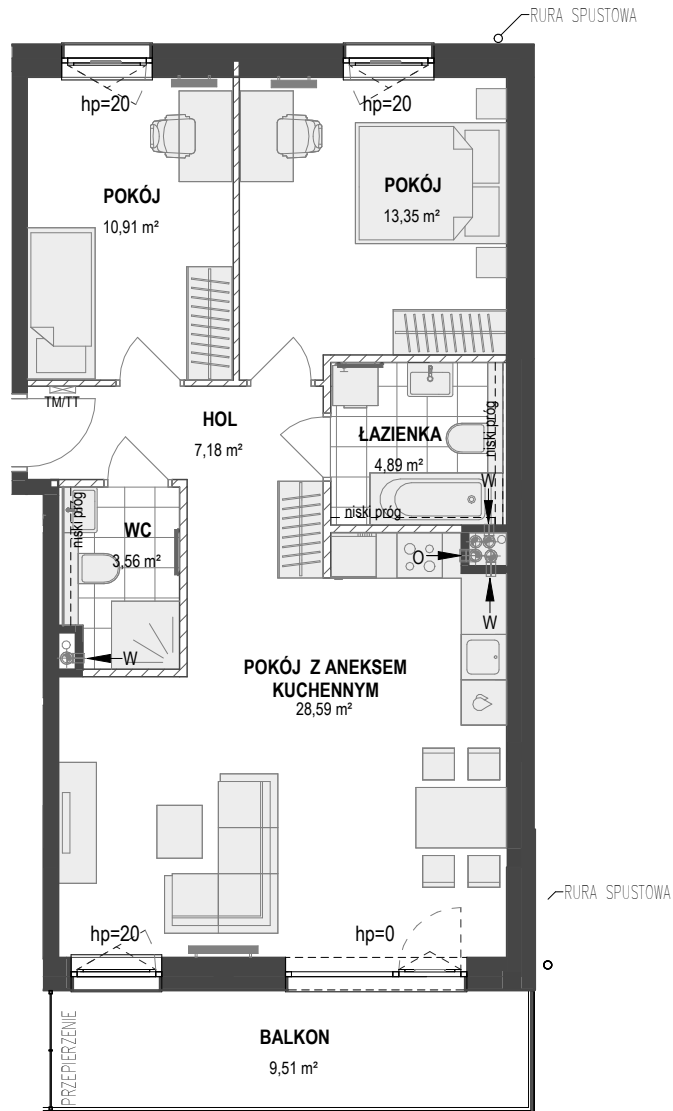 RURA SPUSTOWA
hp=20
hp=20
POKÓJ
10,91 m²
POKÓJ
13,35 m²
TM/TT
HOL
7,18 m²
ŁAZIENKA
4,89 m²
niski próg
W
niski próg
niski próg
WC
3,56 m²
O
W
W
POKÓJ Z ANEKSEM
KUCHENNYM
28,59 m²
RURA SPUSTOWA
hp=20
hp=0
PRZEPIERZENIE
BALKON
9,51 m²